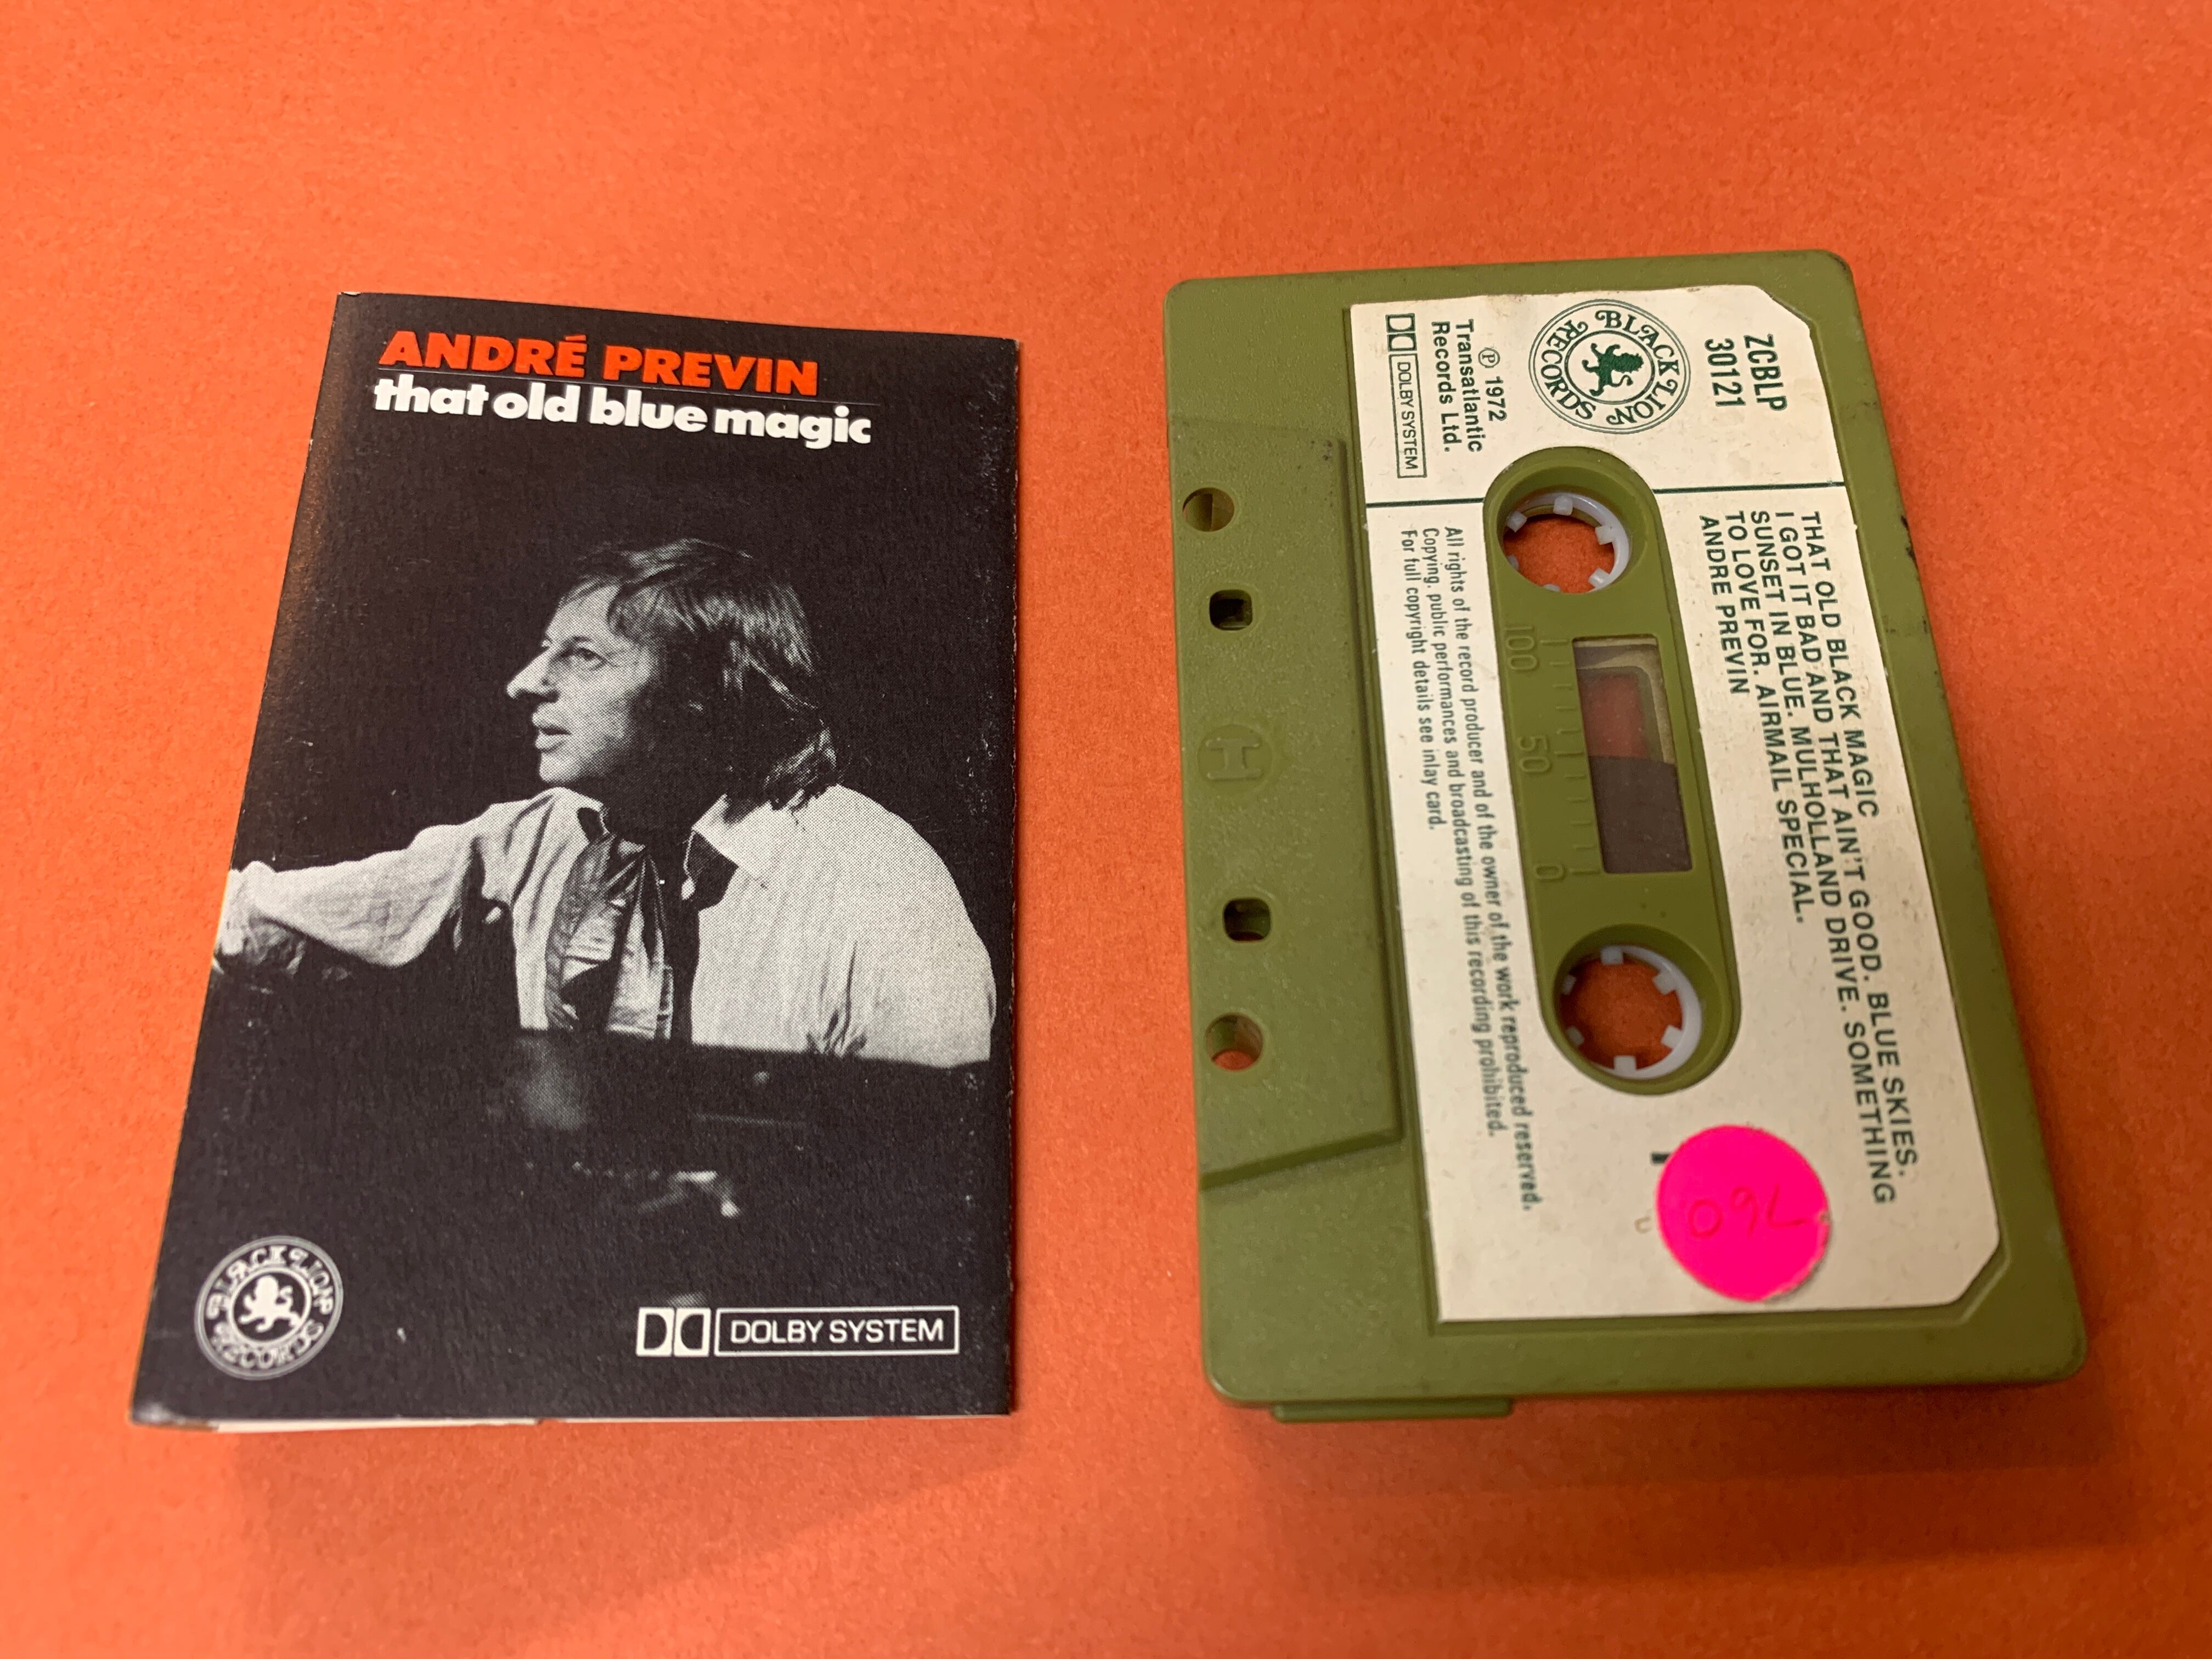 ANDRÉ PREVIN
that old blue magic
BLACK LION
RECORDS
DOLBY SYSTEM
ZCBLP
30121
BLACK LION
RECORDS
℗ 1972
Transatlantic
Records Ltd.
DOLBY SYSTEM
THAT OLD BLACK MAGIC
I GOT IT BAD AND THAT AIN'T GOOD. BLUE SKIES.
SUNSET IN BLUE. MULHOLLAND DRIVE. SOMETHING
TO LOVE FOR. AIRMAIL SPECIAL.
ANDRE PREVIN
100 50 0
All rights of the record producer and of the owner of the work reproduced reserved.
Copying, public performances and broadcasting of this recording prohibited.
For full copyright details see inlay card.
H
760